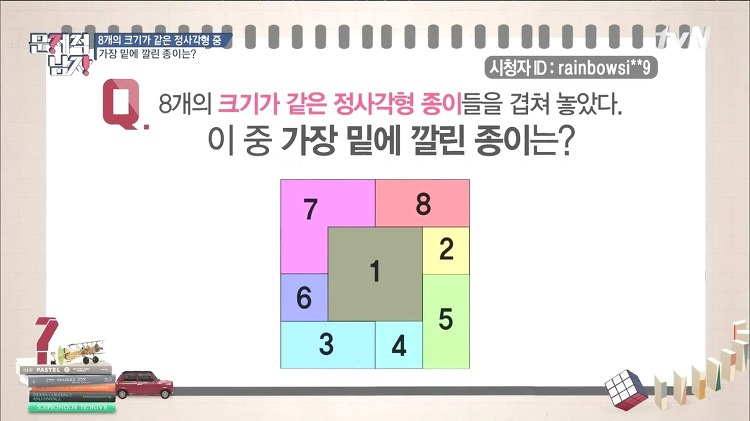 문제적
남자
8개의 크기가 같은 정사각형 중
가장 밑에 깔린 종이는?
tvN
시청자 ID : rainbowsi**9
Q.
8개의 크기가 같은 정사각형 종이들을 겹쳐 놓았다.
이 중 가장 밑에 깔린 종이는?
7
8
2
1
6
5
3
4
?
PASTEL
RADICAL ECONOMICS